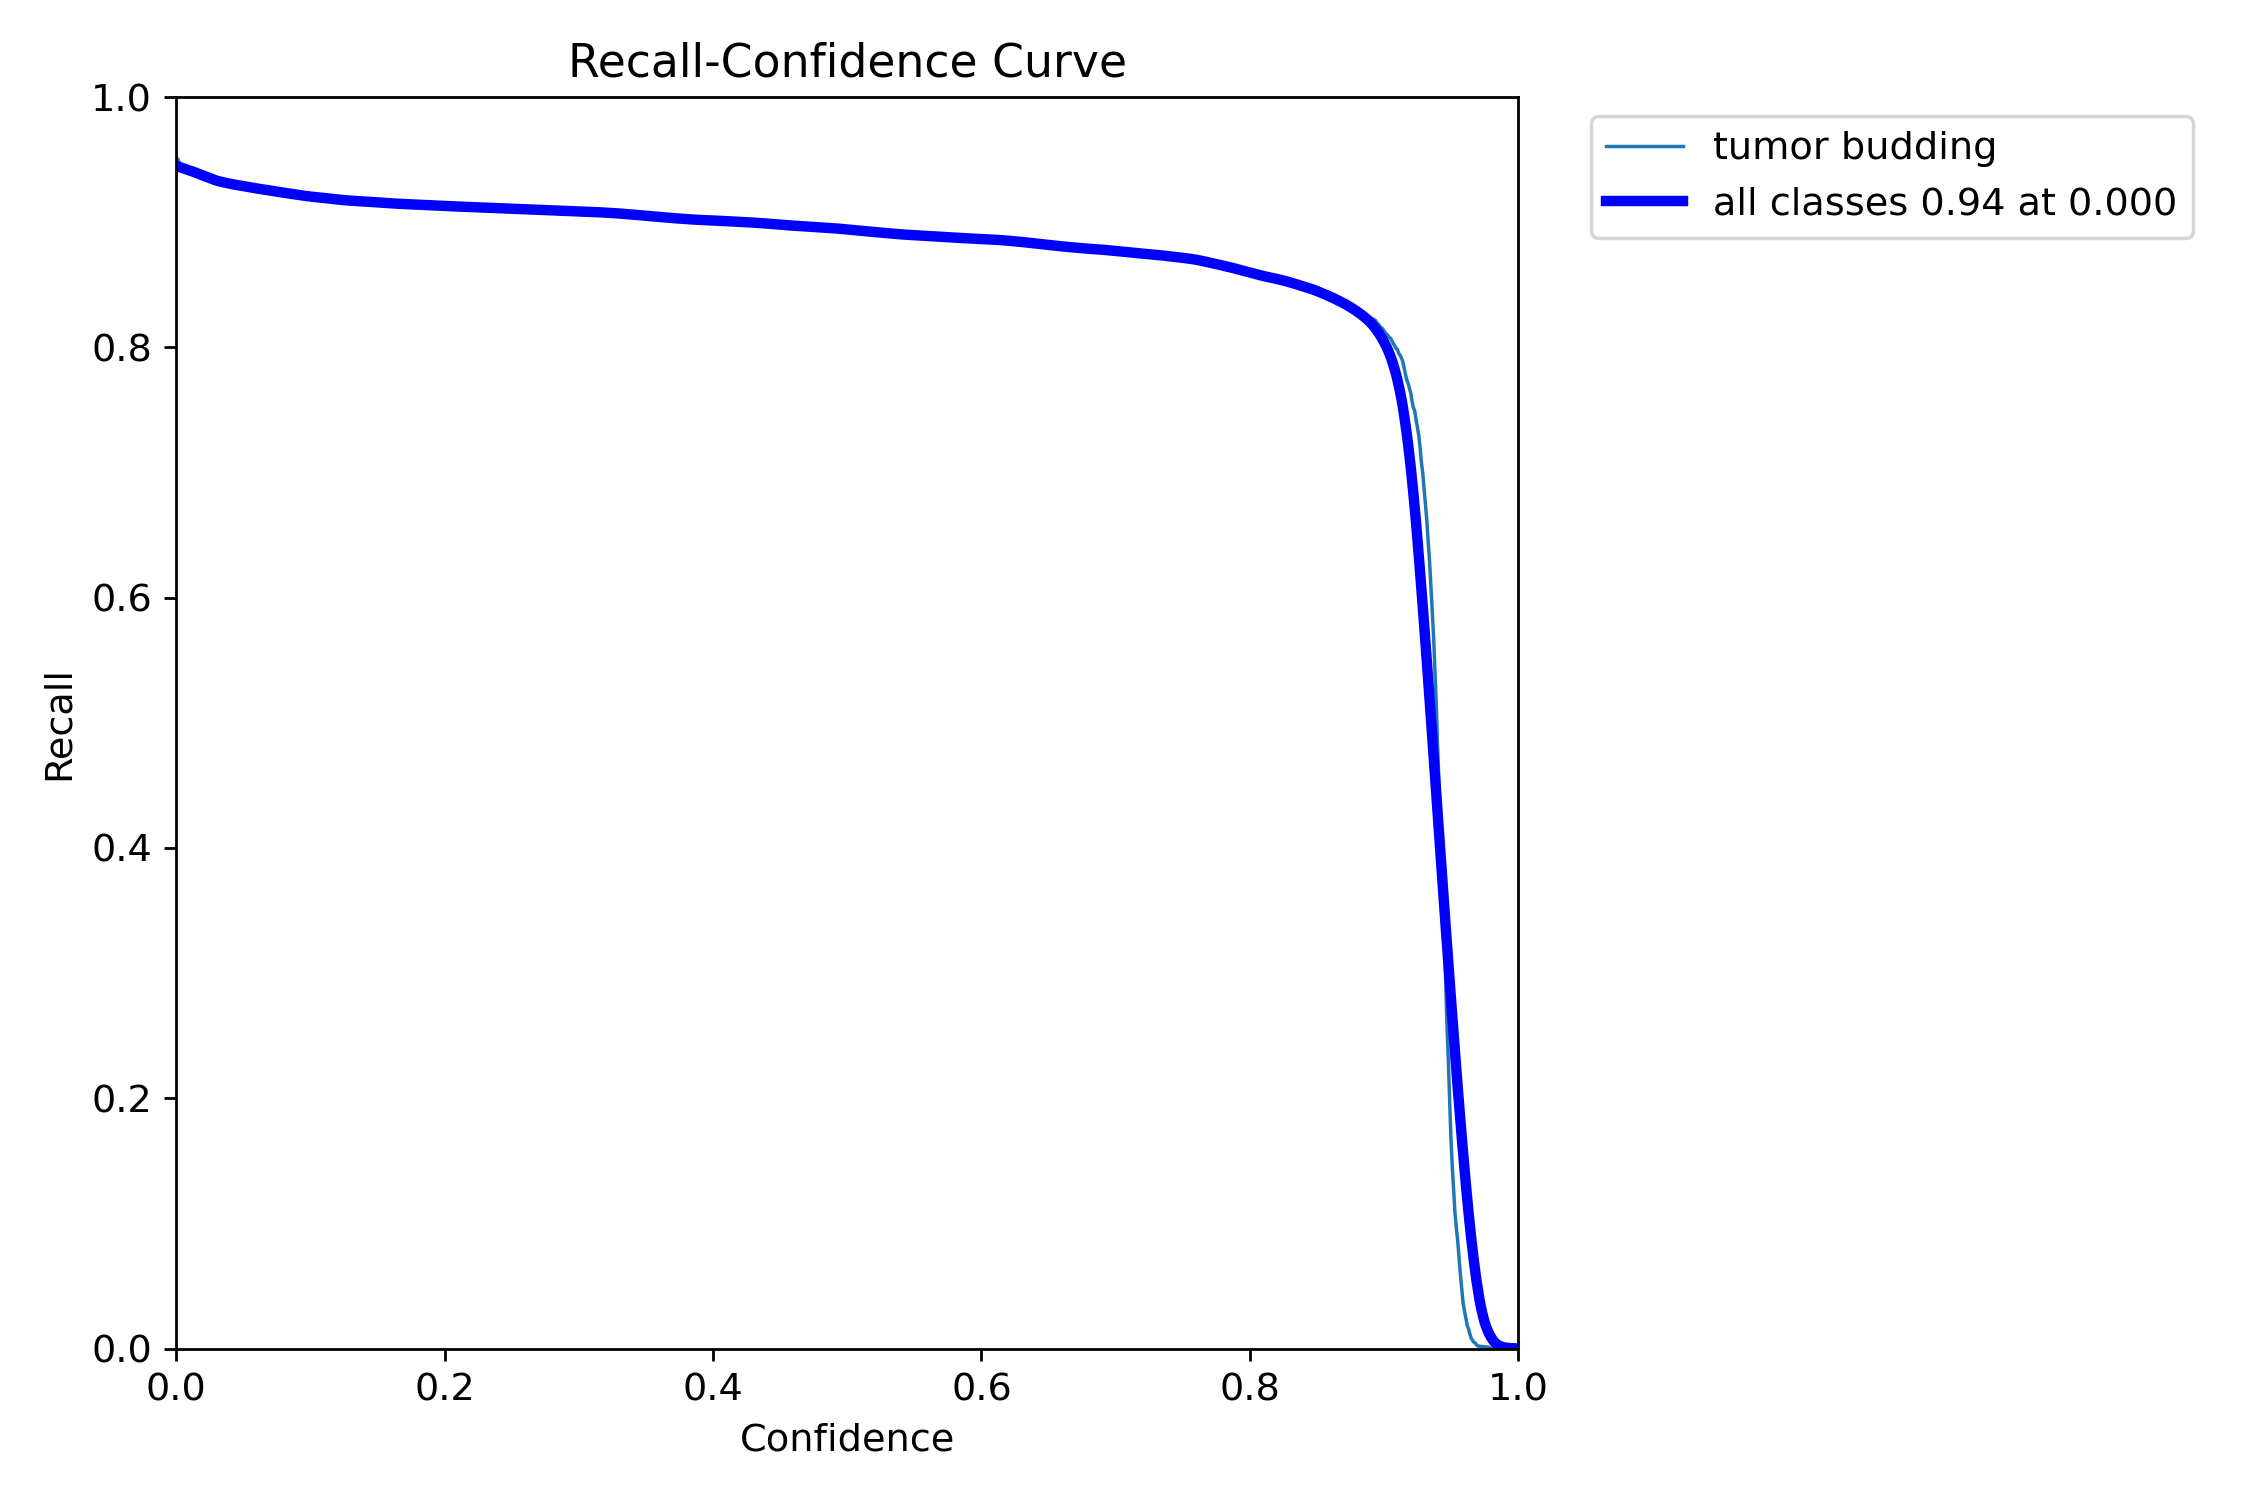 Recall-Confidence Curve
1.0
0.8
0.6
0.4
0.2
0.0
Recall
0.0 0.2 0.4 0.6 0.8 1.0
Confidence
tumor budding
all classes 0.94 at 0.000